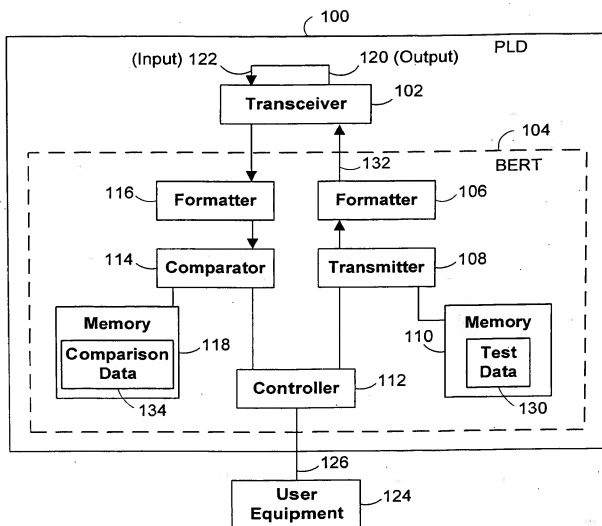 100
PLD
(Input) 122
120 (Output)
Transceiver
102
104
BERT
132
116
Formatter
Formatter
106
114
Comparator
Transmitter
108
Memory
Comparison
Data
118
134
110
Memory
Test
Data
130
Controller
112
126
User
Equipment
124